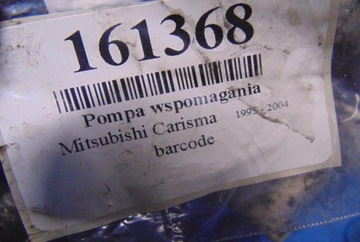 161368
Pompa wspomagania
Mitsubishi Carisma 1995 - 2004
barcode